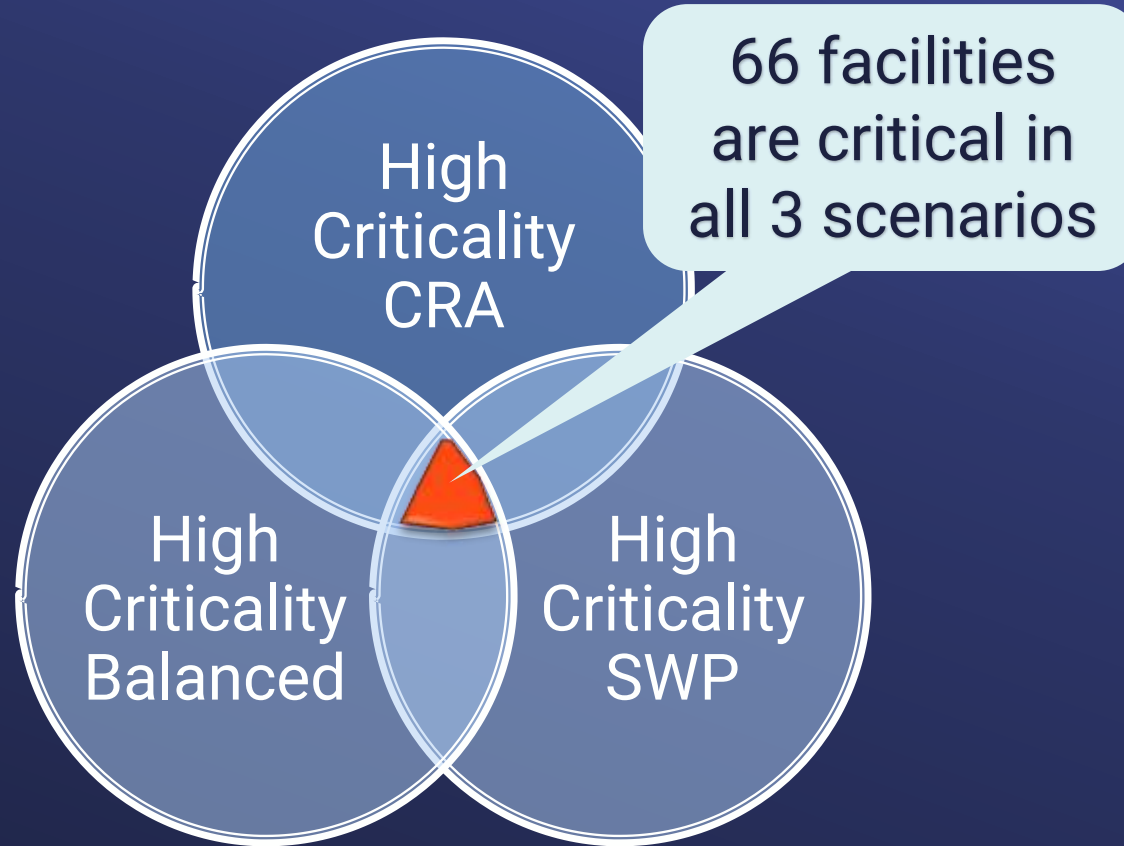 66 facilities
are critical in
all 3 scenarios
High
Criticality
CRA
High
Criticality
Balanced
High
Criticality
SWP